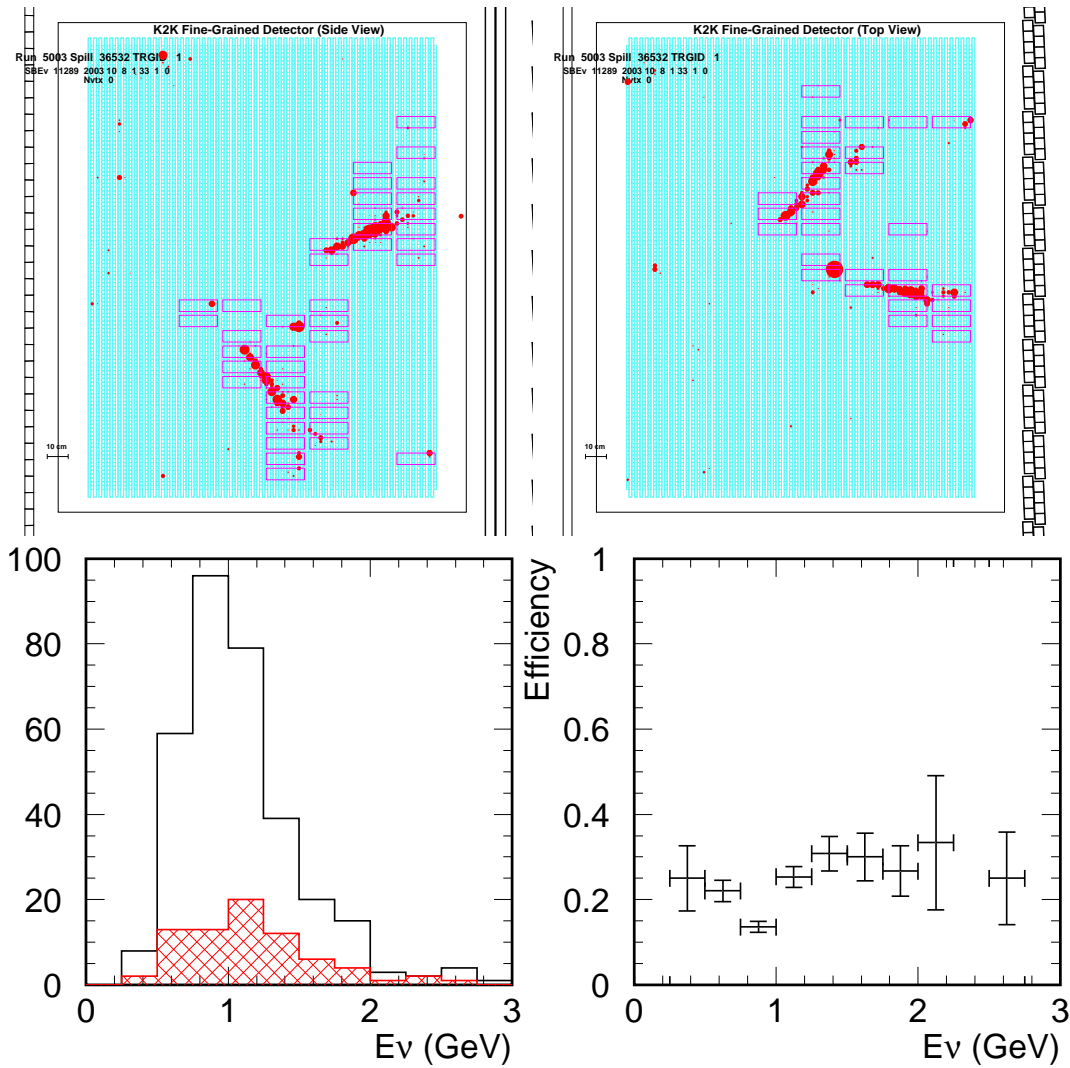 K2K Fine-Grained Detector (Side View)
Run 5003 Spill 36532 TRGID 1
SBEv 11289 2003 10 8 1 33 1 0
Nvtx 0
10 cm
K2K Fine-Grained Detector (Top View)
Run 5003 Spill 36532 TRGID 1
SBEv 11289 2003 10 8 1 33 1 0
Nvtx 0
10 cm
100
80
60
40
20
0
0 1 2 3
Eν (GeV)
Efficiency
1
0.8
0.6
0.4
0.2
0
0 1 2 3
Eν (GeV)